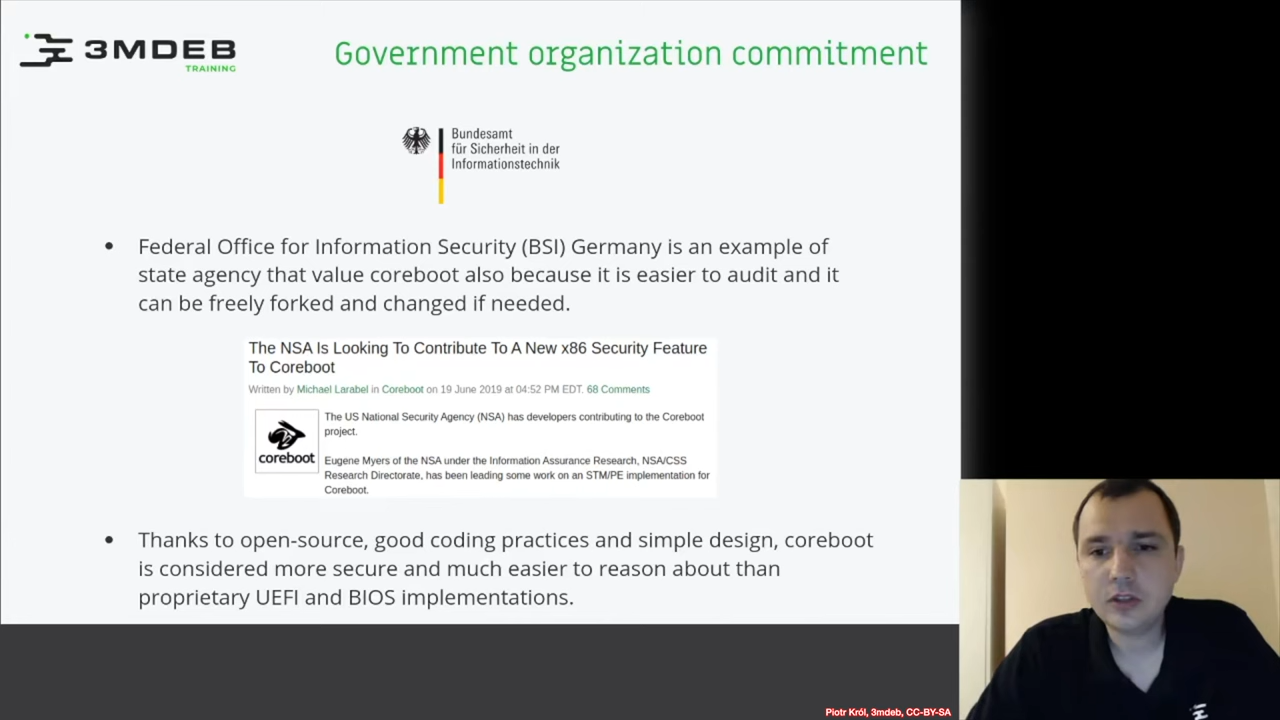 3MDEB
TRAINING
Government organization commitment
Bundesamt
für Sicherheit in der
Informationstechnik
• Federal Office for Information Security (BSI) Germany is an example of
state agency that value coreboot also because it is easier to audit and it
can be freely forked and changed if needed.
The NSA Is Looking To Contribute To A New x86 Security Feature
To Coreboot
Written by Michael Larabel in Coreboot on 19 June 2019 at 04:52 PM EDT. 68 Comments
coreboot
The US National Security Agency (NSA) has developers contributing to the Coreboot
project.
Eugene Myers of the NSA under the Information Assurance Research, NSA/CSS
Research Directorate, has been leading some work on an STM/PE implementation for
Coreboot.
• Thanks to open-source, good coding practices and simple design, coreboot
is considered more secure and much easier to reason about than
proprietary UEFI and BIOS implementations.
Piotr Król, 3mdeb, CC-BY-SA